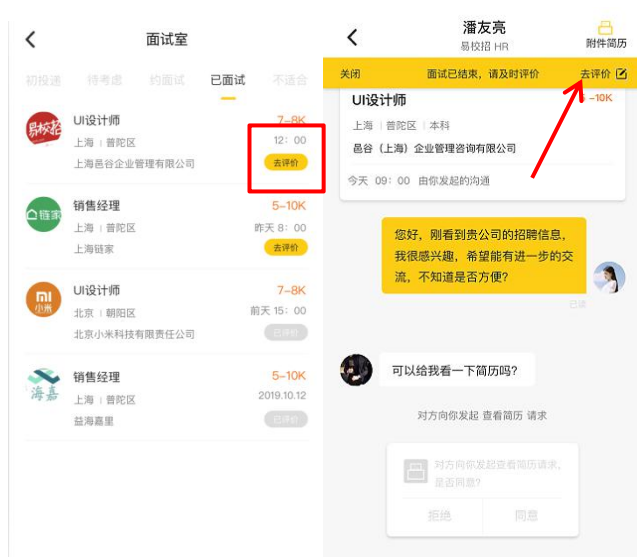 面试室
初投递 待考虑 约面试 已面试 不适合
易校招
UI设计师 7–8K
上海 普陀区 12：00
上海邑谷企业管理有限公司 去评价
链家
销售经理 5–10K
上海 普陀区 昨天 8：00
上海链家 去评价
小米
UI设计师 7–8K
北京 朝阳区 前天 15：00
北京小米科技有限责任公司 已评价
海嘉
销售经理 5–10K
上海 普陀区 2019.10.12
益海嘉里 已评价
潘友亮
易校招 HR
附件简历
关闭 面试已结束，请及时评价 去评价
UI设计师 –10K
上海 普陀区 本科
邑谷（上海）企业管理咨询有限公司
今天 09：00 由你发起的沟通
您好，刚看到贵公司的招聘信息，
我很感兴趣，希望能有进一步的交
流，不知道是否方便？
已读
可以给我看一下简历吗？
对方向你发起 查看简历 请求
对方向你发起查看简历请求，
是否同意？
拒绝 同意